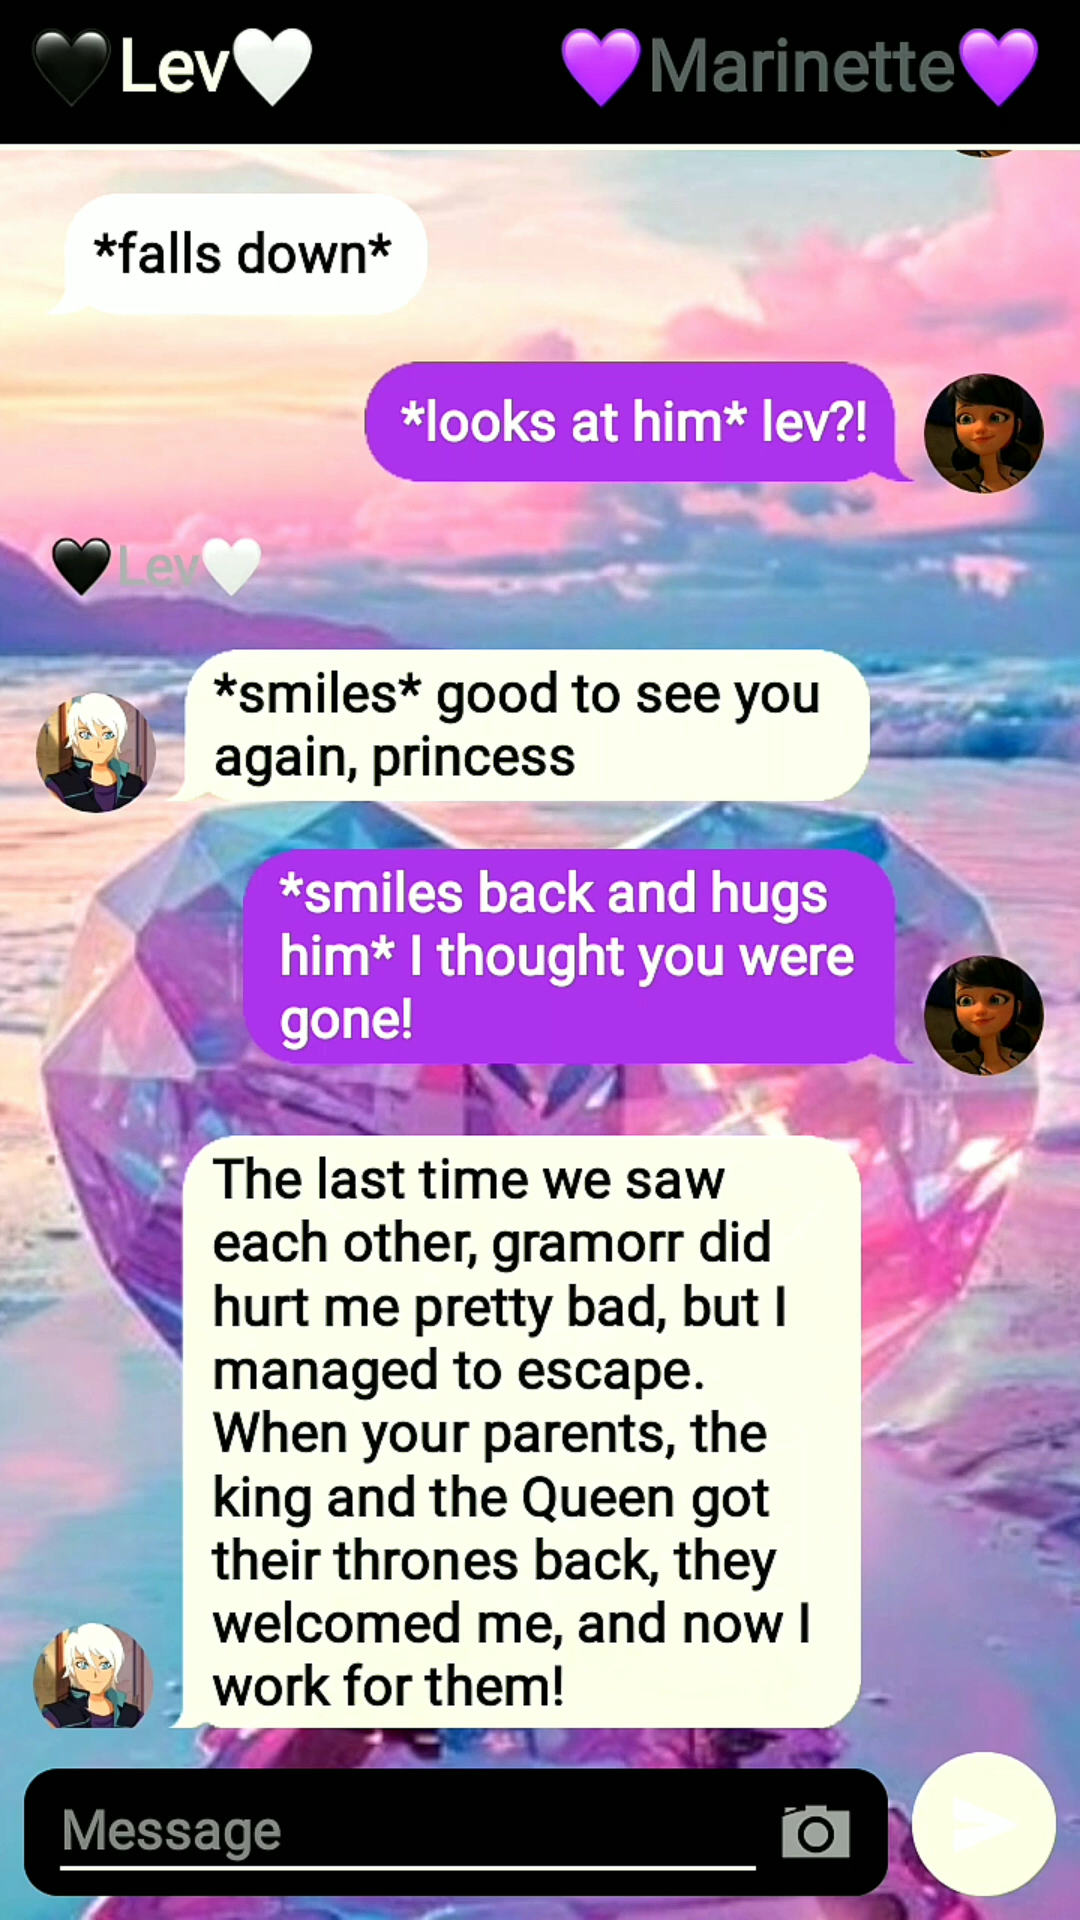 🖤Lev🤍 💜Marinette💜
*falls down*
*looks at him* lev?!
🖤Lev🤍
*smiles* good to see you
again, princess
*smiles back and hugs
him* I thought you were
gone!
The last time we saw
each other, gramorr did
hurt me pretty bad, but I
managed to escape.
When your parents, the
king and the Queen got
their thrones back, they
welcomed me, and now I
work for them!
Message